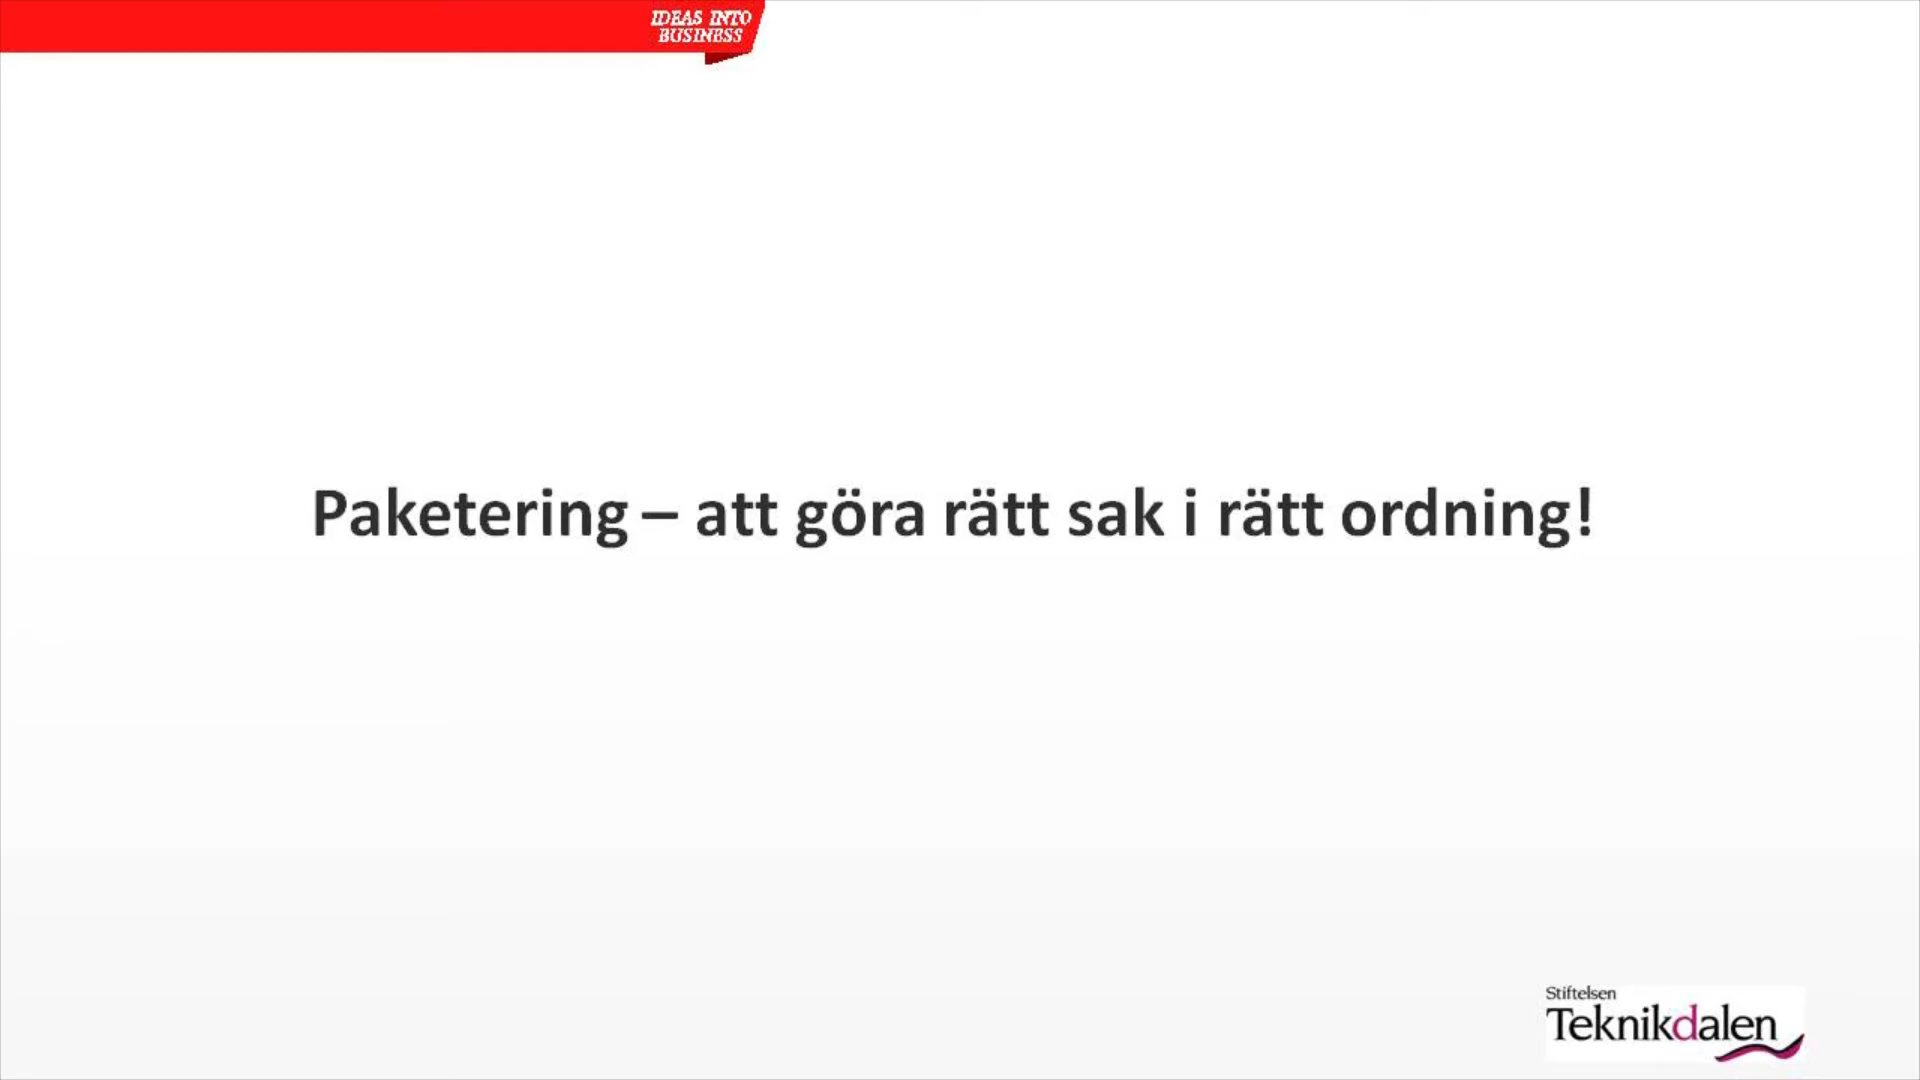 IDEAS INTO
BUSINESS
Paketering – att göra rätt sak i rätt ordning!
Stiftelsen
Teknikdalen